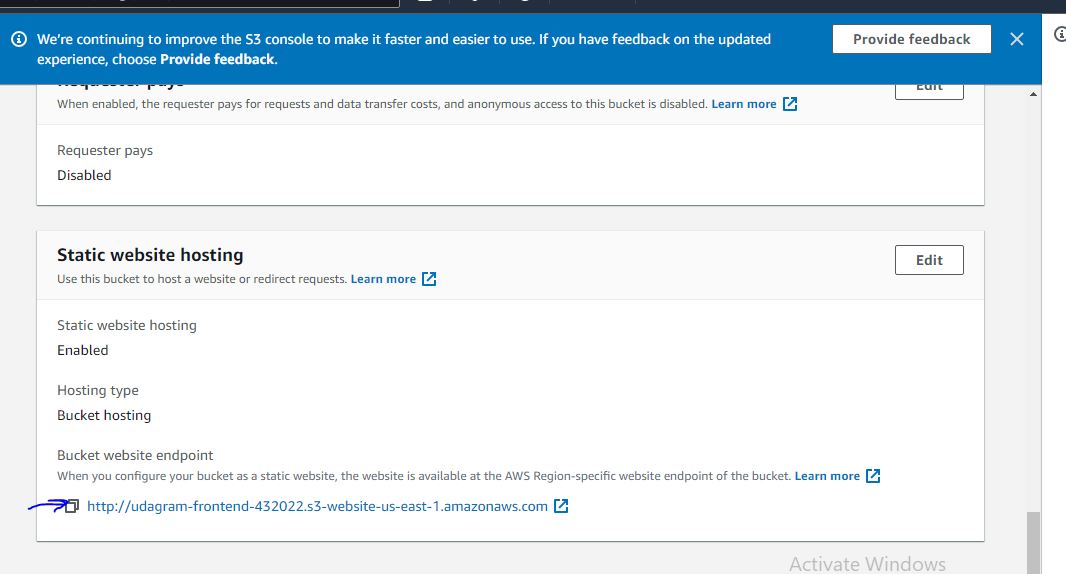 We're continuing to improve the S3 console to make it faster and easier to use. If you have feedback on the updated
experience, choose Provide feedback.
Provide feedback
Requester pays
Edit
When enabled, the requester pays for requests and data transfer costs, and anonymous access to this bucket is disabled. Learn more
Requester pays
Disabled
Static website hosting
Edit
Use this bucket to host a website or redirect requests. Learn more
Static website hosting
Enabled
Hosting type
Bucket hosting
Bucket website endpoint
When you configure your bucket as a static website, the website is available at the AWS Region-specific website endpoint of the bucket. Learn more
http://udagram-frontend-432022.s3-website-us-east-1.amazonaws.com
Activate Windows